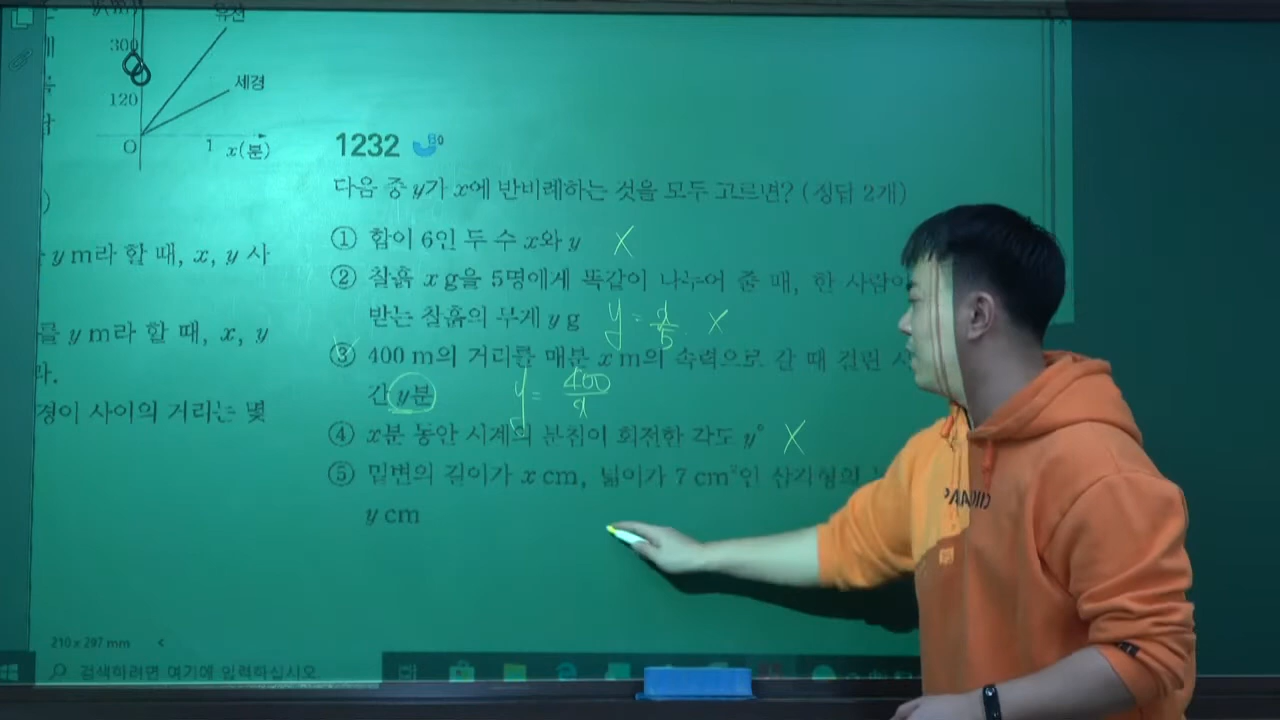 y(m)
유진
300
세경
120
O
1
x(분)
y m라 할 때, x, y 사
를 y m라 할 때, x, y
라.
경이 사이의 거리는 몇
1232
다음 중 y가 x에 반비례하는 것을 모두 고르면? (정답 2개)
① 합이 6인 두 수 x와 y X
② 찰흙 x g을 5명에게 똑같이 나누어 줄 때, 한 사람이
받는 찰흙의 무게 y g y = x/5 X
③ 400 m의 거리를 매분 x m의 속력으로 갈 때 걸린 시
간 y분 y = 400/x
④ x분 동안 시계의 분침이 회전한 각도 y° X
⑤ 밑변의 길이가 x cm, 넓이가 7 cm²인 삼각형의
y cm
210 x 297 mm <
검색하려면 여기에 입력하십시오.